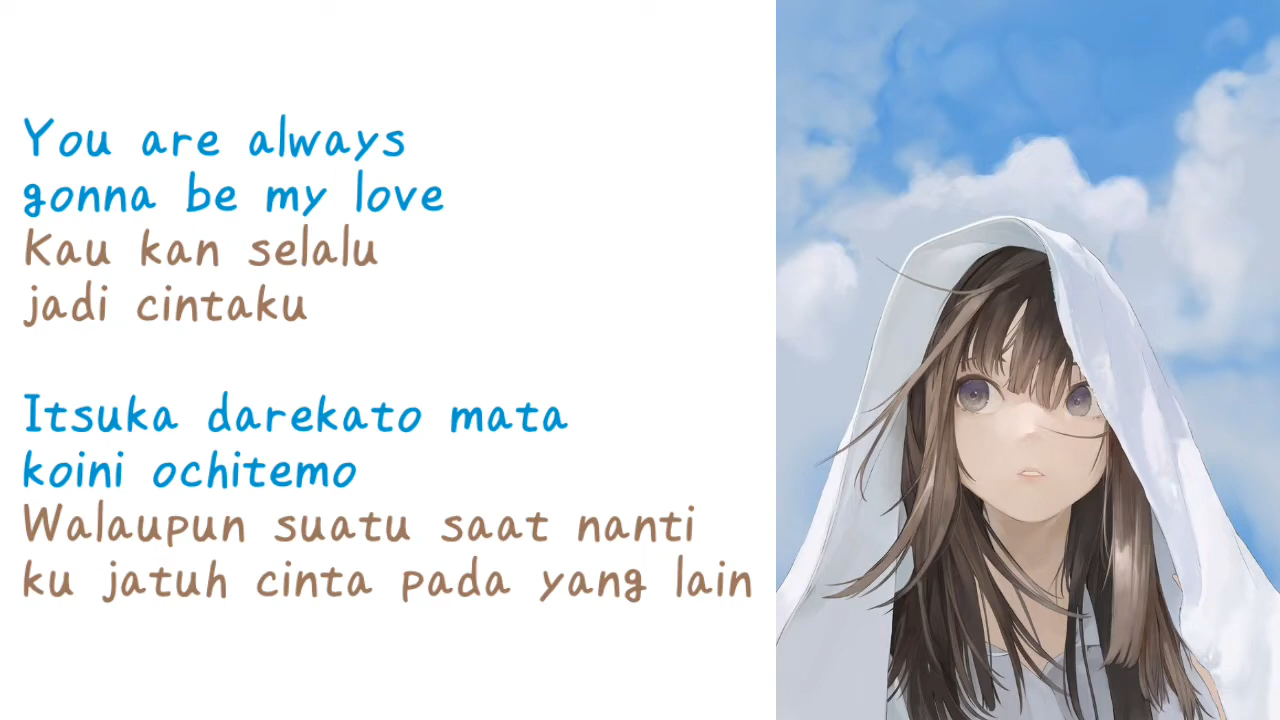 You are always
gonna be my love
Kau kan selalu
jadi cintaku
Itsuka darekato mata
koini ochitemo
Walaupun suatu saat nanti
ku jatuh cinta pada yang lain